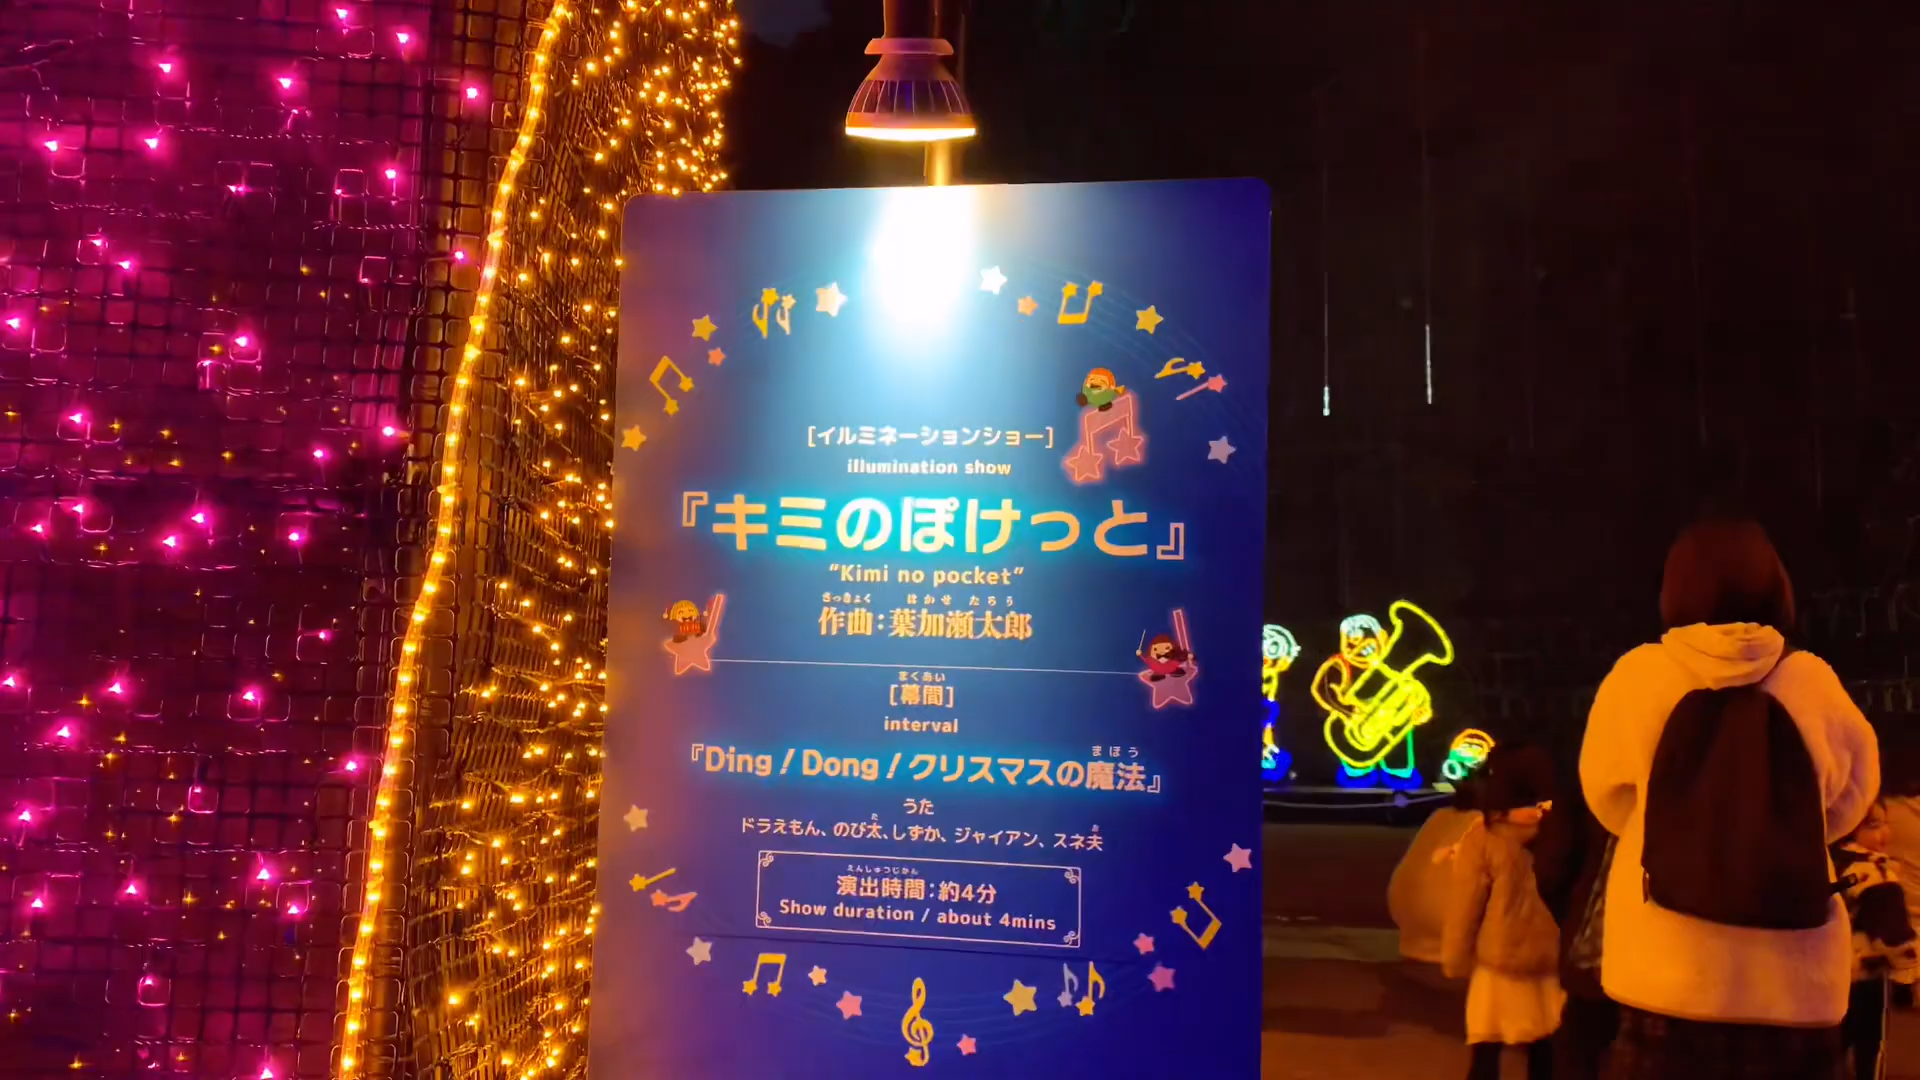 [イルミネーションショー]
illumination show
『キミのぽけっと』
"Kimi no pocket"
さっきょく はかせ たろう
作曲:葉加瀬太郎
まくあい
[幕間]
interval
まほう
『Ding / Dong / クリスマスの魔法』
うた
た お
ドラえもん、のび太、しずか、ジャイアン、スネ夫
えんしゅつじかん
演出時間:約4分
Show duration / about 4mins